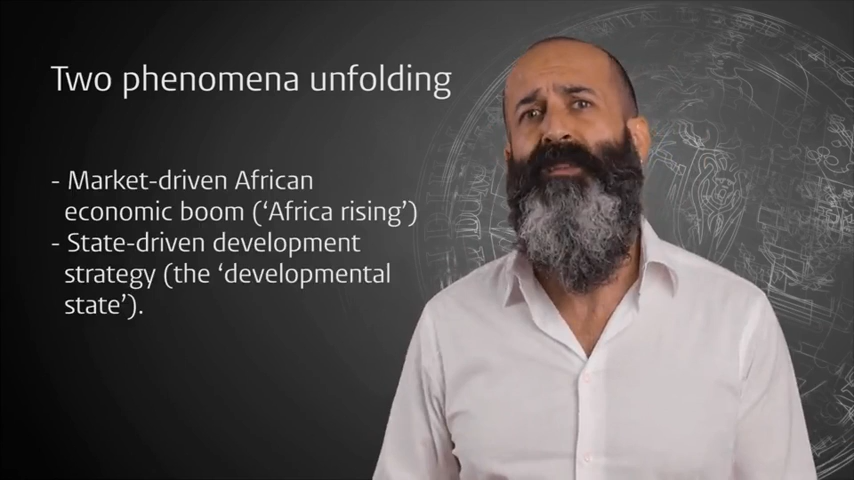 Two phenomena unfolding
- Market-driven African
economic boom (‘Africa rising’)
- State-driven development
strategy (the ‘developmental
state’).